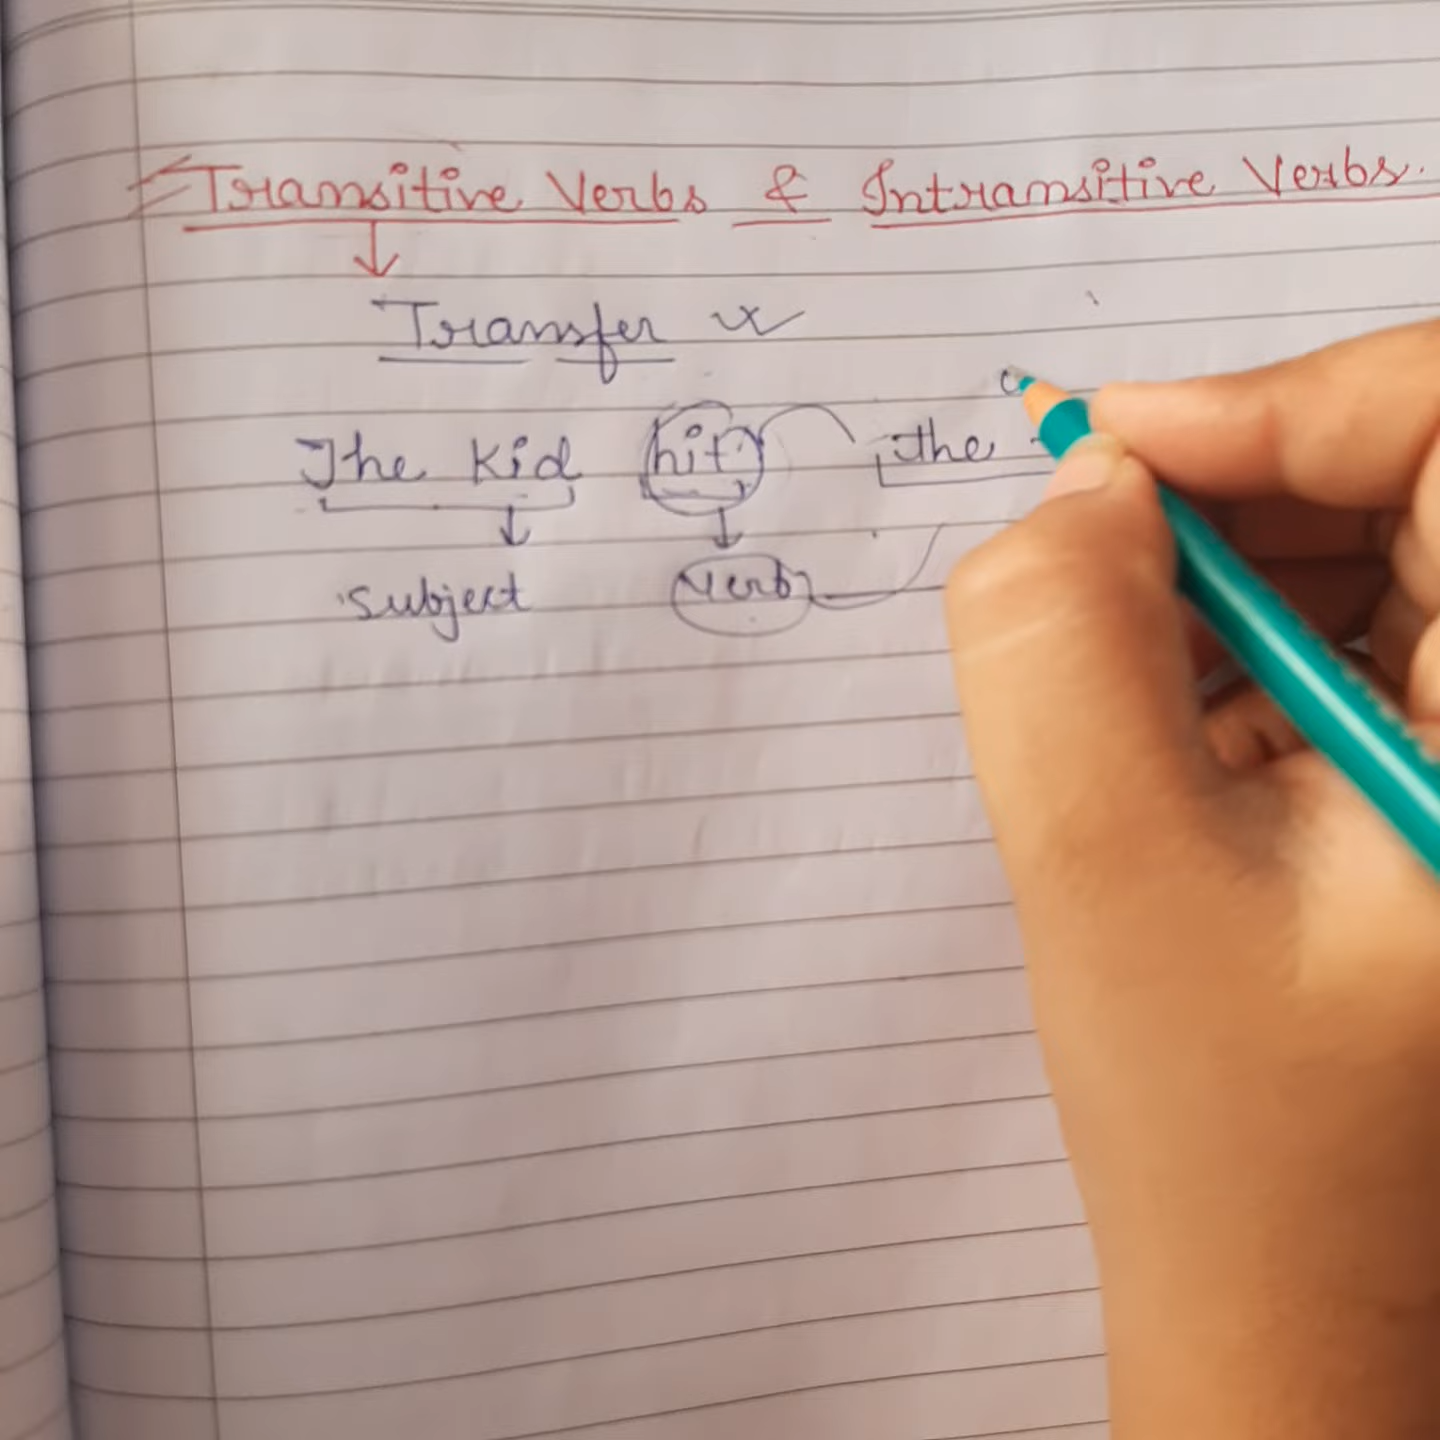 Transitive Verbs & Intransitive Verbs.
Transfer
The Kid hit the
subject verb